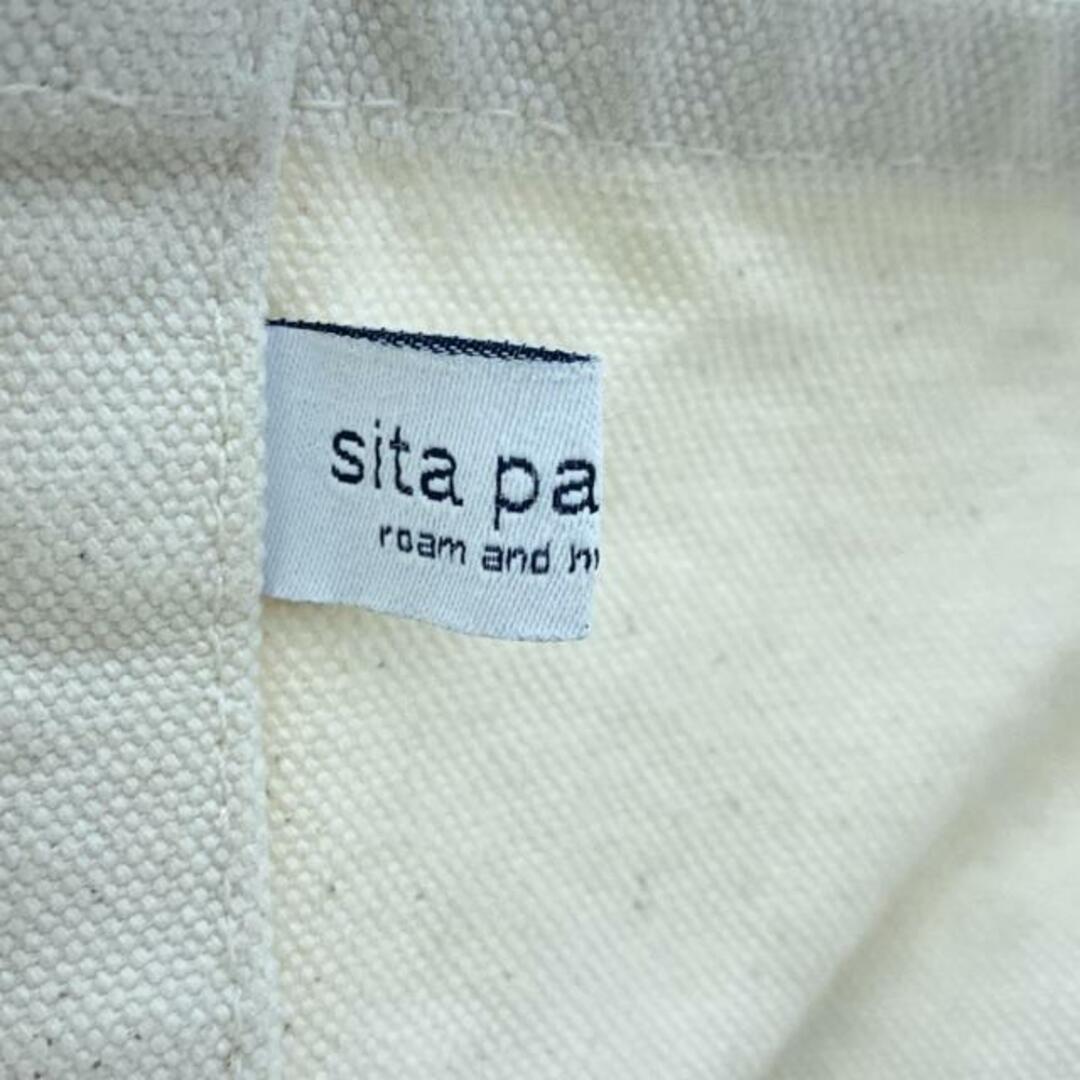 sita pa
roam and